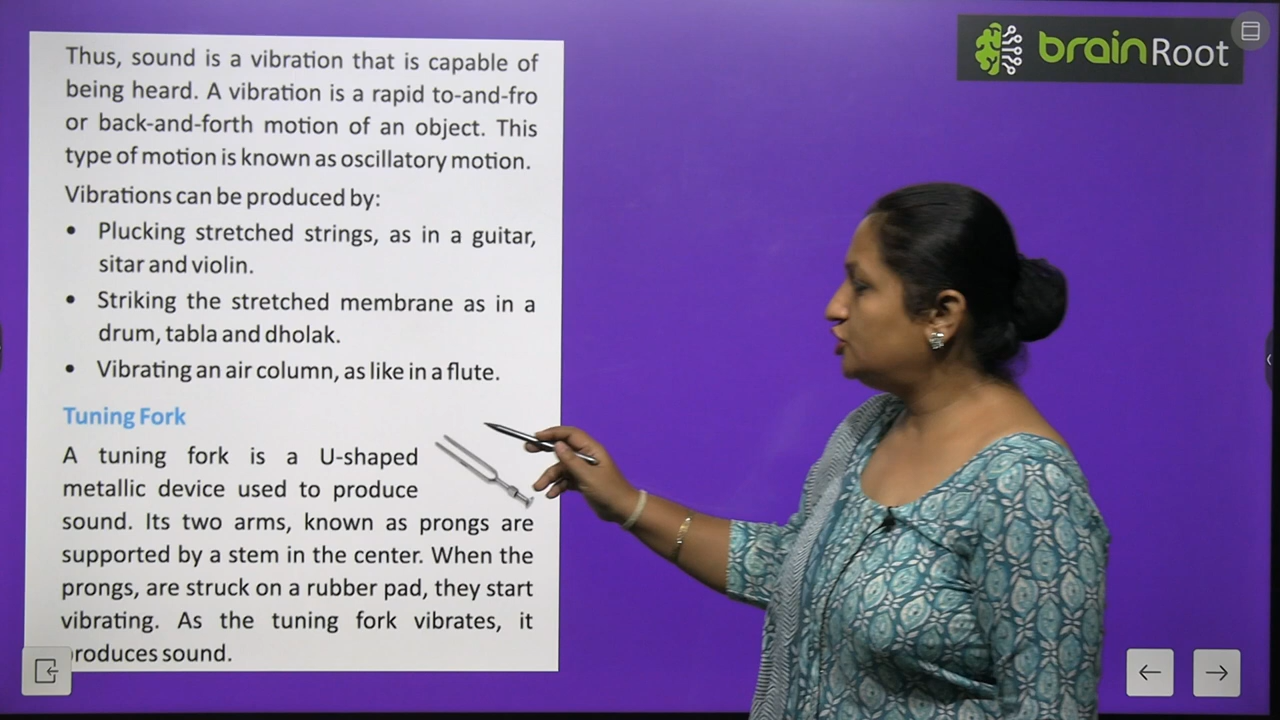 Thus, sound is a vibration that is capable of
being heard. A vibration is a rapid to-and-fro
or back-and-forth motion of an object. This
type of motion is known as oscillatory motion.
Vibrations can be produced by:
• Plucking stretched strings, as in a guitar,
sitar and violin.
• Striking the stretched membrane as in a
drum, tabla and dholak.
• Vibrating an air column, as like in a flute.
Tuning Fork
A tuning fork is a U-shaped
metallic device used to produce
sound. Its two arms, known as prongs are
supported by a stem in the center. When the
prongs, are struck on a rubber pad, they start
vibrating. As the tuning fork vibrates, it
produces sound.
brainRoot